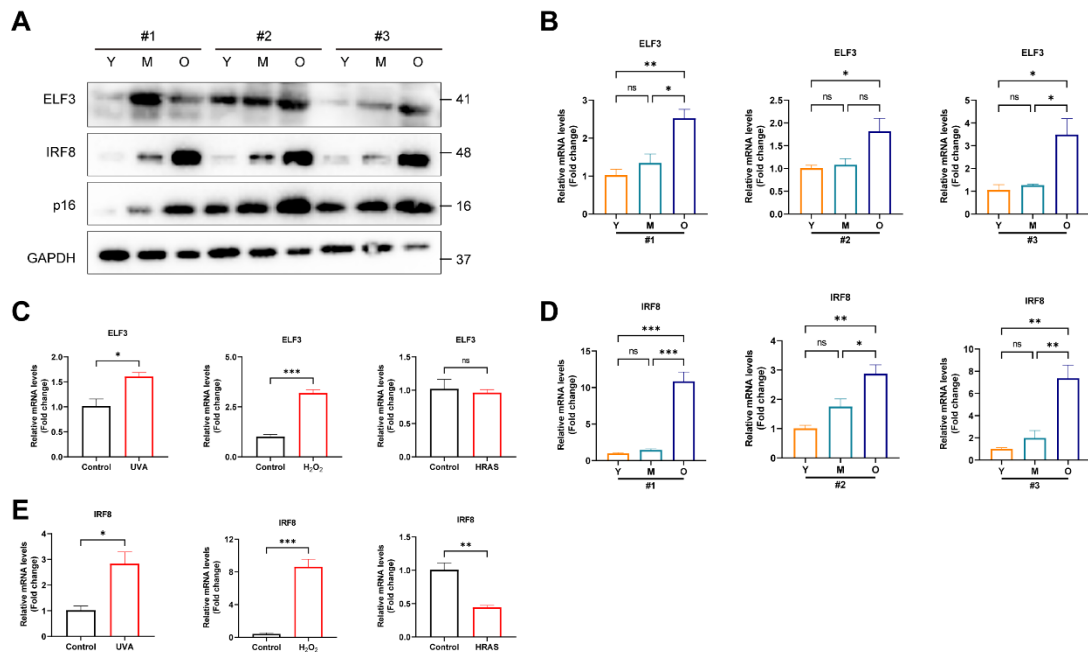 A
#1 #2 #3
Y M O Y M O Y M O
ELF3 41
IRF8 48
p16 16
GAPDH 37
B
ELF3
Relative mRNA levels
(Fold change)
3
2
1
0
** 
ns *
Y M O
#1
ELF3
Relative mRNA levels
(Fold change)
2.5
2.0
1.5
1.0
0.5
0.0
*
ns ns
Y M O
#2
ELF3
Relative mRNA levels
(Fold change)
5
4
3
2
1
0
*
ns *
Y M O
#3
C
ELF3
Relative mRNA levels
(Fold change)
2.0
1.5
1.0
0.5
0.0
*
Control UVA
ELF3
Relative mRNA levels
(Fold change)
5.0
2.5
0.0
***
Control H₂O₂
ELF3
Relative mRNA levels
(Fold change)
1.5
1.0
0.5
0.0
ns
Control HRAS
D
IRF8
Relative mRNA levels
(Fold change)
15
10
5
0
***
ns ***
Y M O
#1
IRF8
Relative mRNA levels
(Fold change)
4
3
2
1
0
**
ns *
Y M O
#2
IRF8
Relative mRNA levels
(Fold change)
10
8
6
4
2
0
**
ns **
Y M O
#3
E
IRF8
Relative mRNA levels
(Fold change)
4
3
2
1
0
*
Control UVA
IRF8
Relative mRNA levels
(Fold change)
12
8
4
0
***
Control H₂O₂
IRF8
Relative mRNA levels
(Fold change)
1.5
1.0
0.5
0.0
**
Control HRAS